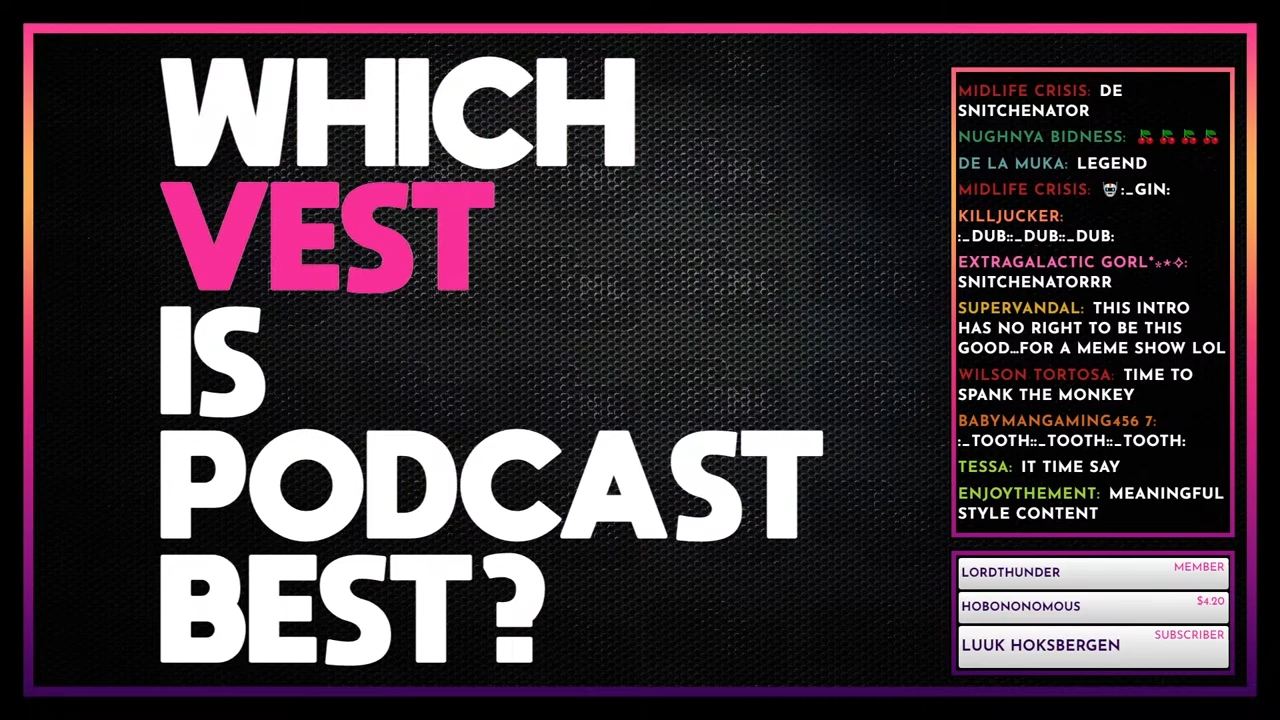 WHICH
VEST
IS
PODCAST
BEST?
MIDLIFE CRISIS: DE
SNITCHENATOR
NUGHNYA BIDNESS: 🍒🍒🍒🍒
DE LA MUKA: LEGEND
MIDLIFE CRISIS: :_GIN:
KILLJUCKER:
:_DUB::_DUB::_DUB:
EXTRAGALACTIC GORL*⁎⋆✧:
SNITCHENATORRR
SUPERVANDAL: THIS INTRO
HAS NO RIGHT TO BE THIS
GOOD...FOR A MEME SHOW LOL
WILSON TORTOSA: TIME TO
SPANK THE MONKEY
BABYMANGAMING456 7:
:_TOOTH::_TOOTH::_TOOTH:
TESSA: IT TIME SAY
ENJOYTHEMENT: MEANINGFUL
STYLE CONTENT
LORDTHUNDER MEMBER
HOBONONOMOUS $4.20
LUUK HOKSBERGEN SUBSCRIBER